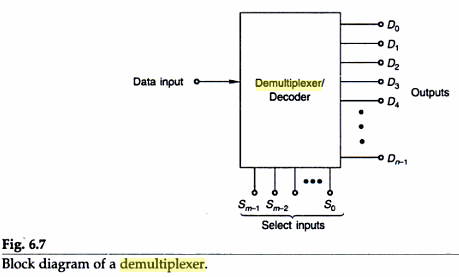 D₀
D₁
D₂
Data input
Demultiplexer/
Decoder
D₃
D₄
Outputs
Dₙ₋₁
Sₘ₋₁ Sₘ₋₂ ••• S₀
Select inputs
Fig. 6.7
Block diagram of a demultiplexer.